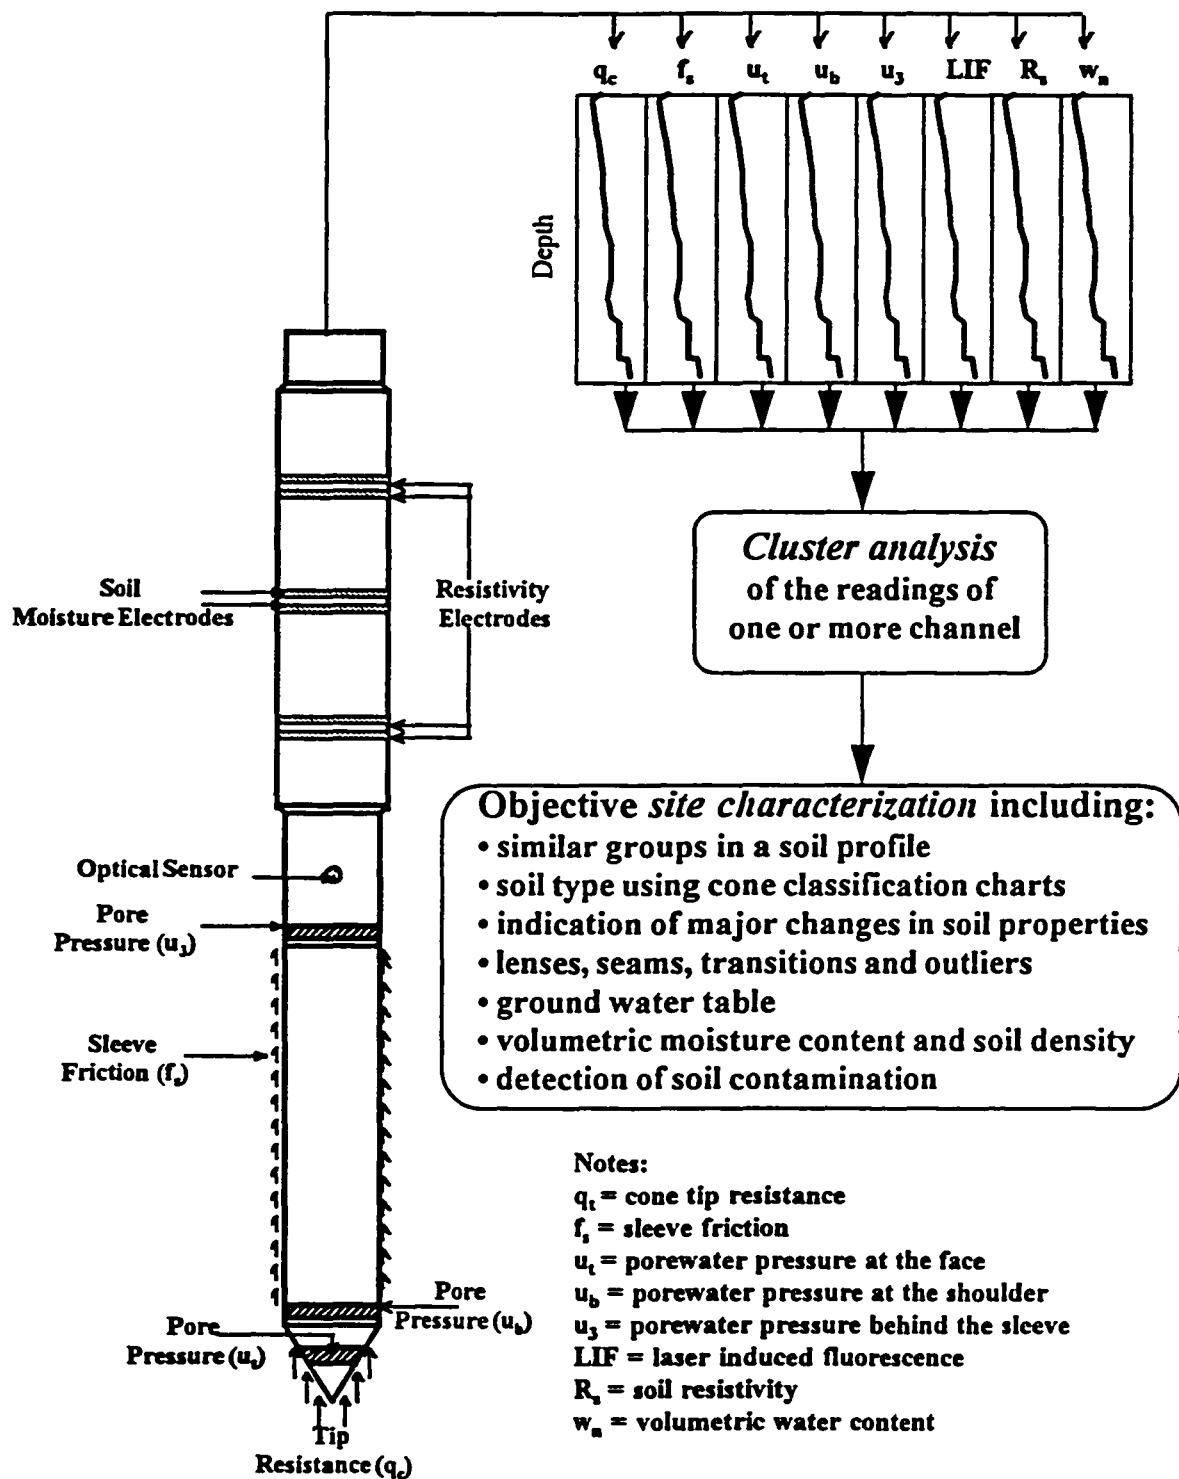 q_c f_s u_t u_b u_3 LIF R_s w_n
Depth
Cluster analysis
of the readings of
one or more channel
Soil
Moisture Electrodes
Resistivity
Electrodes
Objective site characterization including:
• similar groups in a soil profile
• soil type using cone classification charts
• indication of major changes in soil properties
• lenses, seams, transitions and outliers
• ground water table
• volumetric moisture content and soil density
• detection of soil contamination
Optical Sensor
Pore
Pressure (u_3)
Sleeve
Friction (f_s)
Pore
Pressure (u_b)
Pore
Pressure (u_t)
Tip
Resistance (q_c)
Notes:
q_t = cone tip resistance
f_s = sleeve friction
u_t = porewater pressure at the face
u_b = porewater pressure at the shoulder
u_3 = porewater pressure behind the sleeve
LIF = laser induced fluorescence
R_s = soil resistivity
w_n = volumetric water content